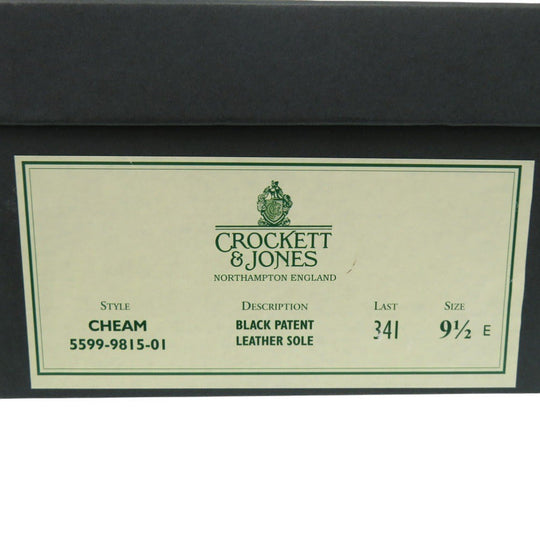 CROCKETT
& JONES
NORTHAMPTON ENGLAND
STYLE DESCRIPTION LAST SIZE
CHEAM BLACK PATENT 341 9½ E
5599-9815-01 LEATHER SOLE